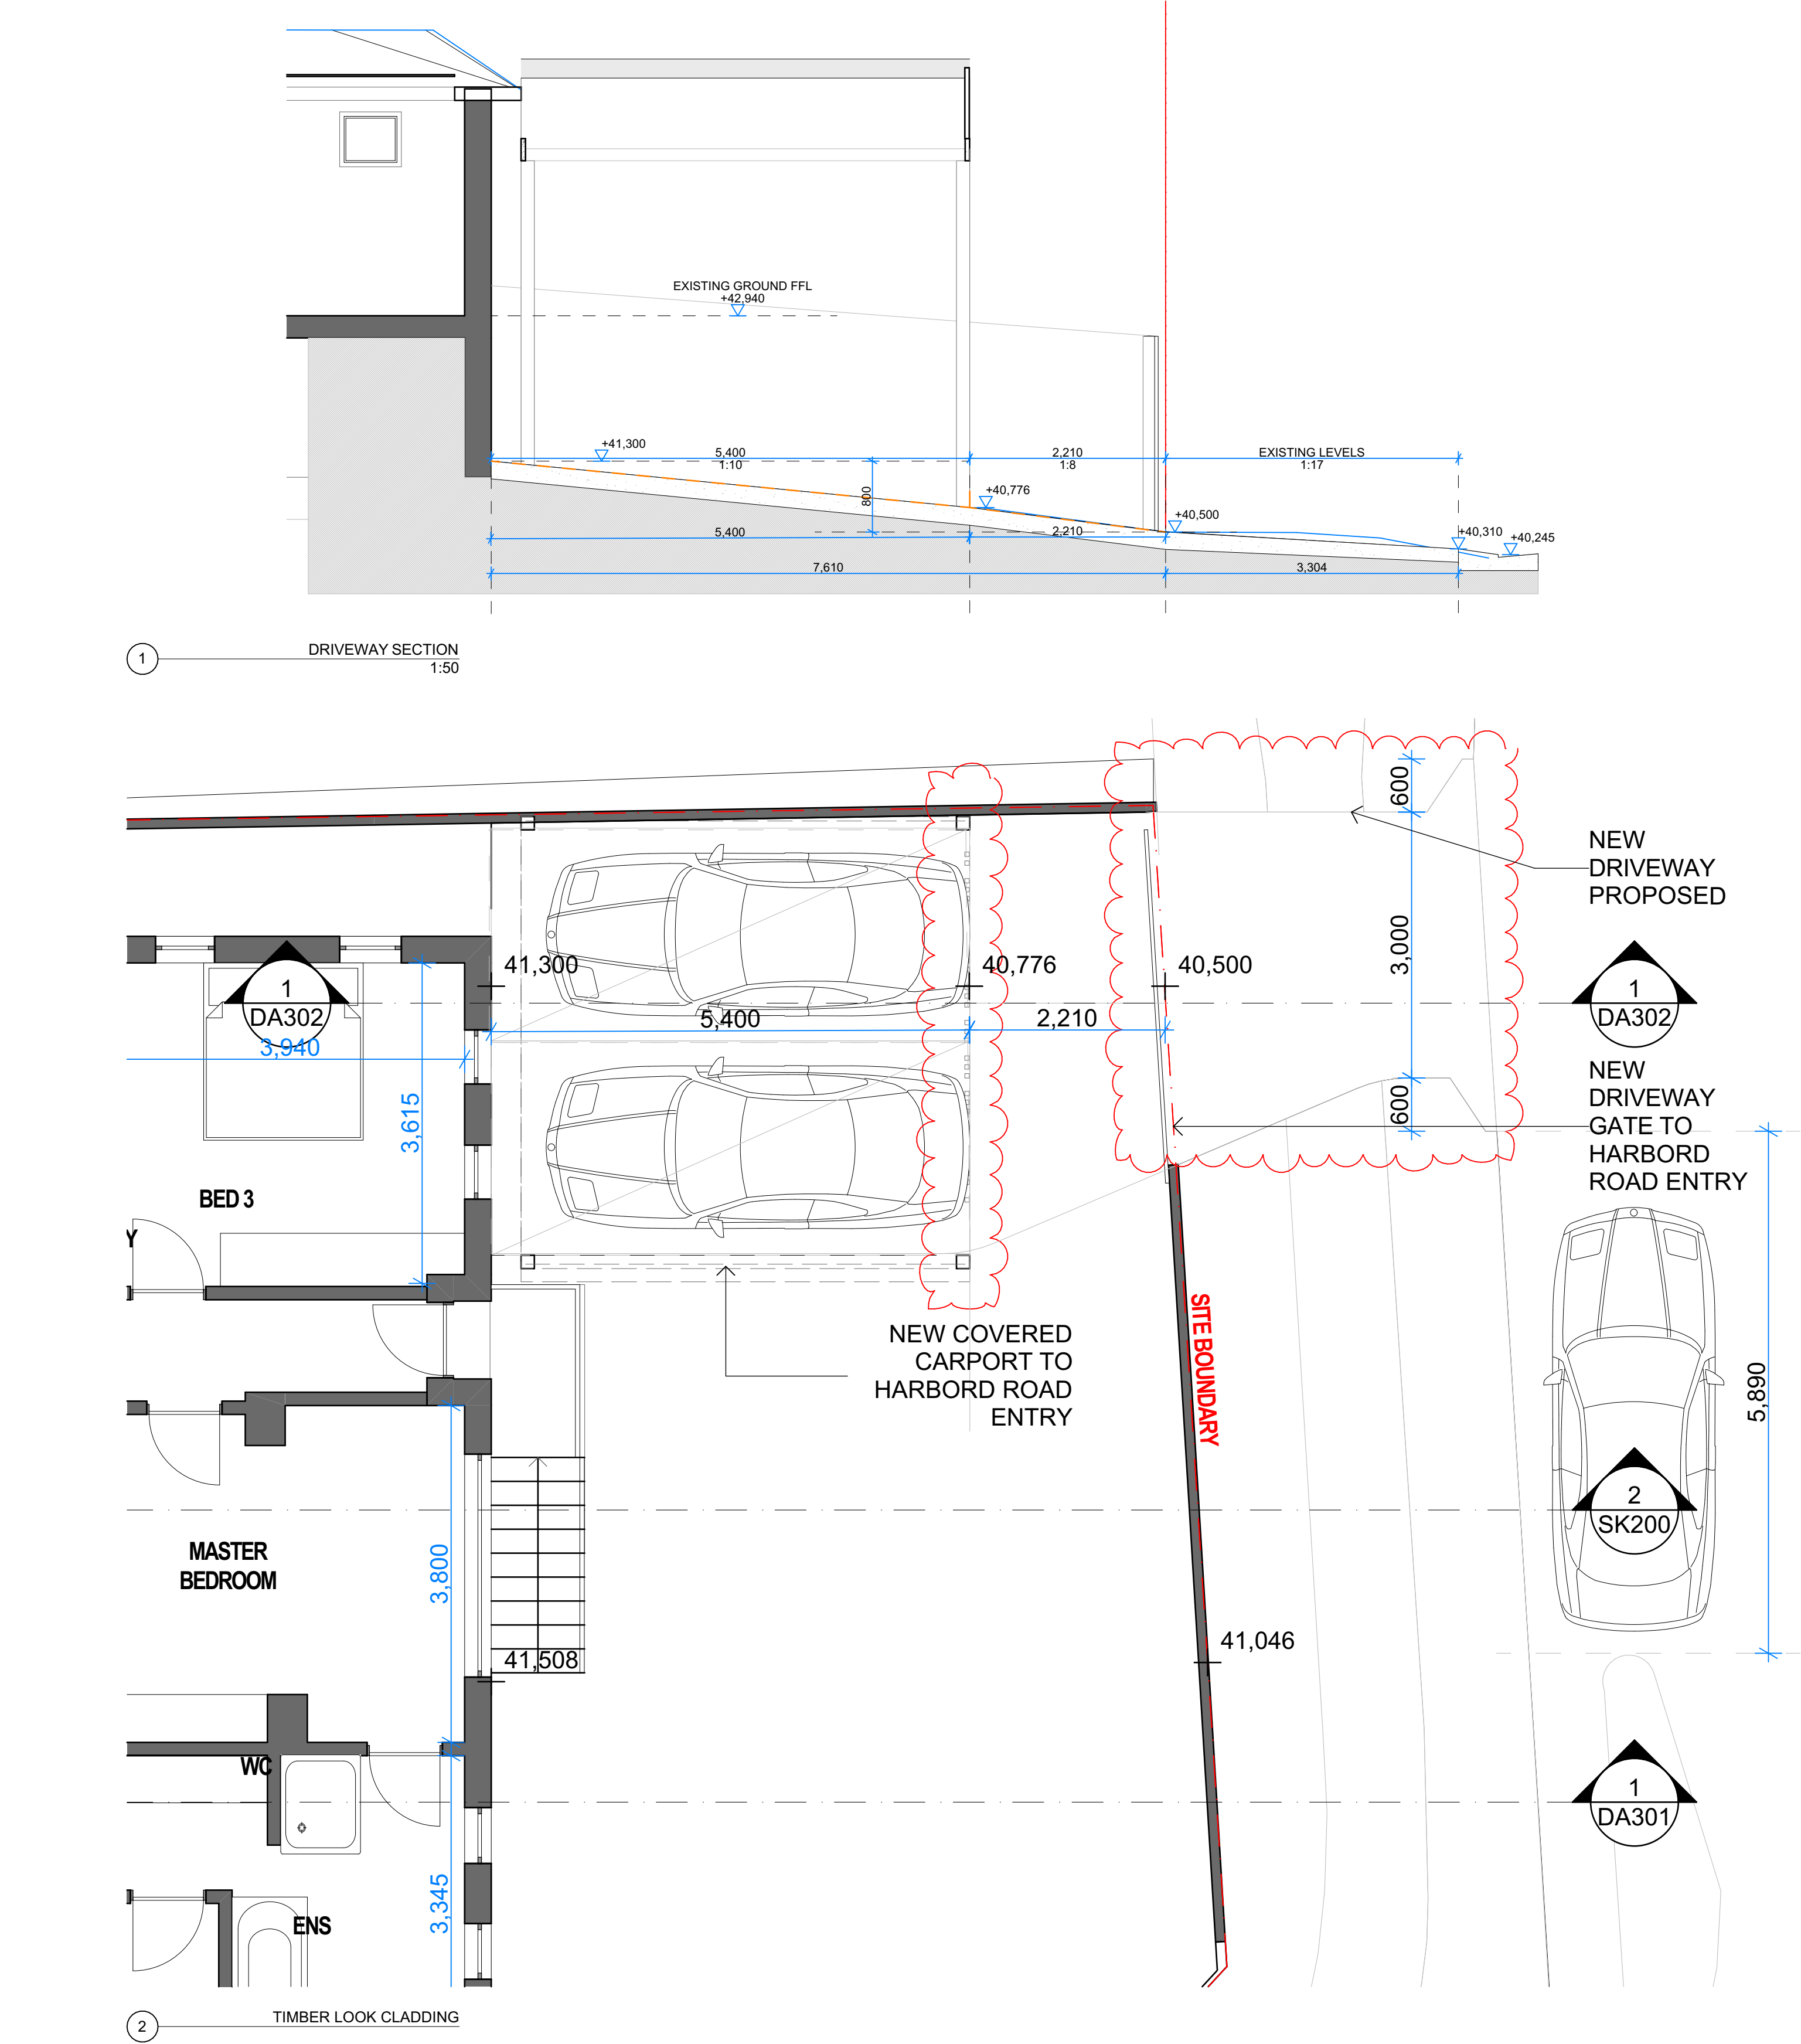 EXISTING GROUND FFL
+42,940
+41,300
5,400
1:10
2,210
1:8
EXISTING LEVELS
1:17
800
+40,776
+40,500
+40,310
+40,245
5,400
2,210
7,610
3,304
1
DRIVEWAY SECTION
1:50
600
NEW
DRIVEWAY
PROPOSED
3,000
41,300
40,776
40,500
1
DA302
1
DA302
5,400
2,210
3,940
3,615
600
NEW
DRIVEWAY
GATE TO
HARBORD
ROAD ENTRY
BED 3
Y
NEW COVERED
CARPORT TO
HARBORD ROAD
ENTRY
SITE BOUNDARY
5,890
2
SK200
MASTER
BEDROOM
3,800
41,508
41,046
WC
1
DA301
3,345
ENS
2
TIMBER LOOK CLADDING